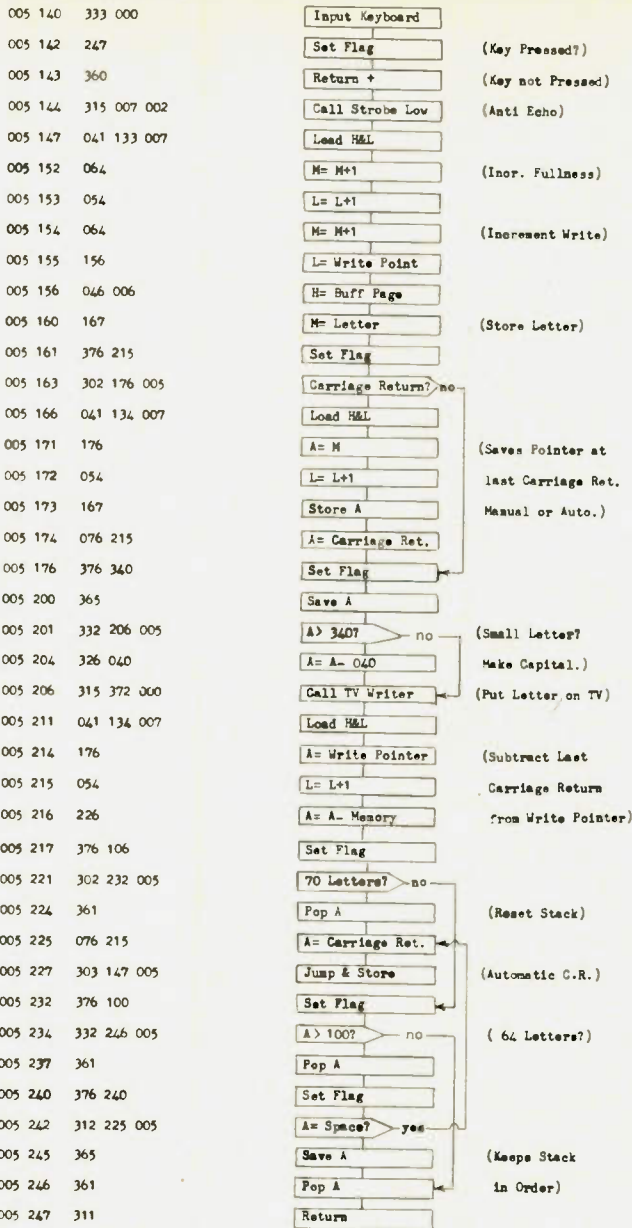 005 140 333 000 Input Keyboard
005 142 247 Set Flag (Key Pressed?)
005 143 360 Return + (Key not Pressed)
005 144 315 007 002 Call Strobe Low (Anti Echo)
005 147 041 133 007 Load H&L
005 152 064 M= M+1 (Incr. Fullness)
005 153 054 L= L+1
005 154 064 M= M+1 (Increment Write)
005 155 156 L= Write Point
005 156 046 006 H= Buff Page
005 160 167 M= Letter (Store Letter)
005 161 376 215 Set Flag
005 163 302 176 005 Carriage Return? no
005 166 041 134 007 Load H&L
005 171 176 A= M (Saves Pointer at
005 172 054 L= L+1 last Carriage Ret.
005 173 167 Store A Manual or Auto.)
005 174 076 215 A= Carriage Ret.
005 176 376 340 Set Flag
005 200 365 Save A
005 201 332 206 005 A> 340? no (Small Letter?
005 204 326 040 A= A- 040 Make Capital.)
005 206 315 372 000 Call TV Writer (Put Letter on TV)
005 211 041 134 007 Load H&L
005 214 176 A= Write Pointer (Subtract Last
005 215 054 L= L+1 Carriage Return
005 216 226 A= A- Memory from Write Pointer)
005 217 376 106 Set Flag
005 221 302 232 005 70 Letters? no
005 224 361 Pop A (Reset Stack)
005 225 076 215 A= Carriage Ret.
005 227 303 147 005 Jump & Store (Automatic C.R.)
005 232 376 100 Set Flag
005 234 332 246 005 A> 100? no ( 64 Letters?)
005 237 361 Pop A
005 240 376 240 Set Flag
005 242 312 225 005 A= Space? yes
005 245 365 Save A (Keeps Stack
005 246 361 Pop A in Order)
005 247 311 Return